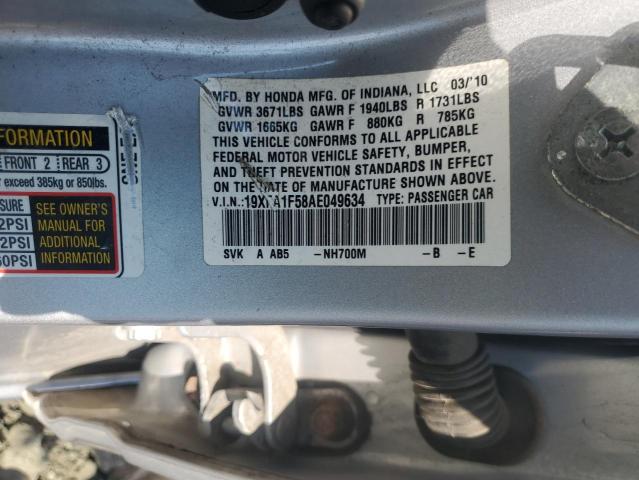 MFD. BY HONDA MFG. OF INDIANA, LLC 03/'10
GVWR 3671LBS GAWR F 1940LBS R 1731LBS
GVWR 1665KG GAWR F 880KG R 785KG
THIS VEHICLE CONFORMS TO ALL APPLICABLE
FEDERAL MOTOR VEHICLE SAFETY, BUMPER,
AND THEFT PREVENTION STANDARDS IN EFFECT
ON THE DATE OF MANUFACTURE SHOWN ABOVE.
V.I.N.: TYPE: PASSENGER CAR
SVK A AB5 -NH700M -B -E
FORMATION
FRONT 2 REAR 3
exceed 385kg or 850lbs.
SURE
2PSI
2PSI
60PSI
SEE OWNER'S
MANUAL FOR
ADDITIONAL
INFORMATION